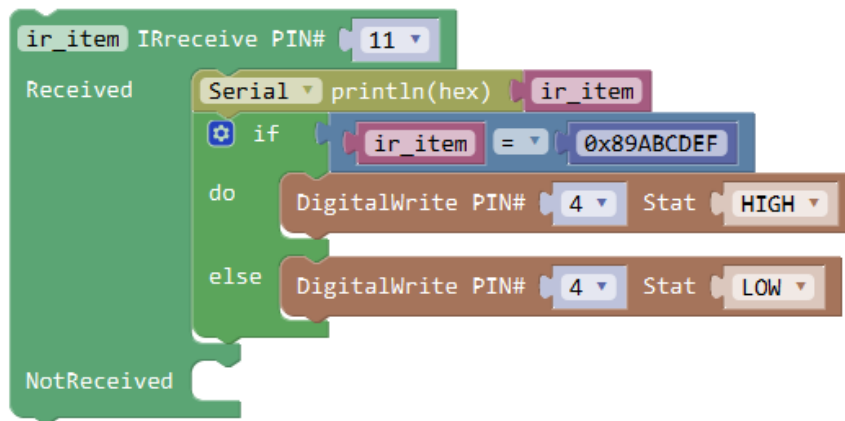 ir_item IRreceive PIN# 11
Received Serial println(hex) ir_item
if ir_item = 0x89ABCDEF
do DigitalWrite PIN# 4 Stat HIGH
else DigitalWrite PIN# 4 Stat LOW
NotReceived